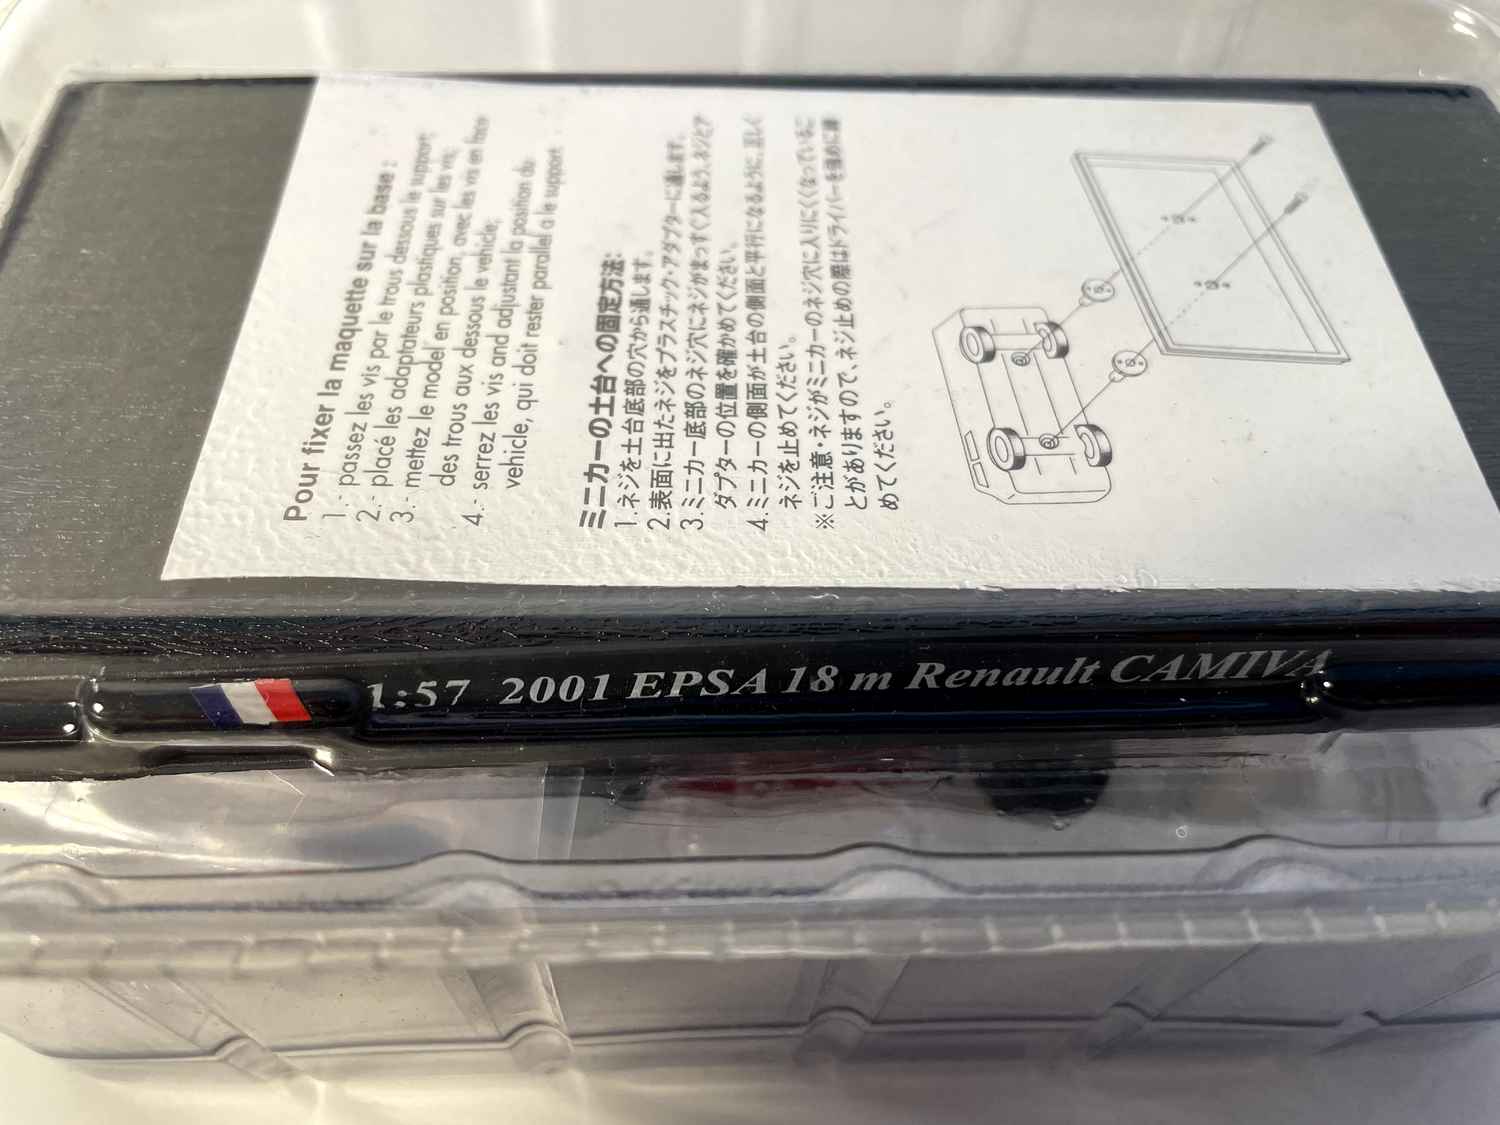 Pour fixer la maquette sur la base :
1.- passez les vis par le trous dessous le support;
2.- placé les adaptateurs plastiques sur les vis;
3.- mettez le model en position, avec les vis en face
des trous aux dessous le vehicle;
4.- serrez les vis and adjustant la position du
vehicle, qui doit rester parallel a le support
ミニカーの土台への固定方法:
1.ネジを土台底部の穴から通します。
2.表面に出たネジをプラスチック・アダプターに通します。
3.ミニカー底部のネジ穴にネジがまっすぐ入るよう、ネジとア
ダプターの位置を確かめてください。
4.ミニカーの側面が土台の側面と平行になるように、正しく
ネジを止めてください。
※ご注意・ネジがミニカーのネジ穴に入りにくくなっているこ
とがありますので、ネジ止めの際はドライバーを強めに締
めてください。
1:57 2001 EPSA 18 m Renault CAMIVA